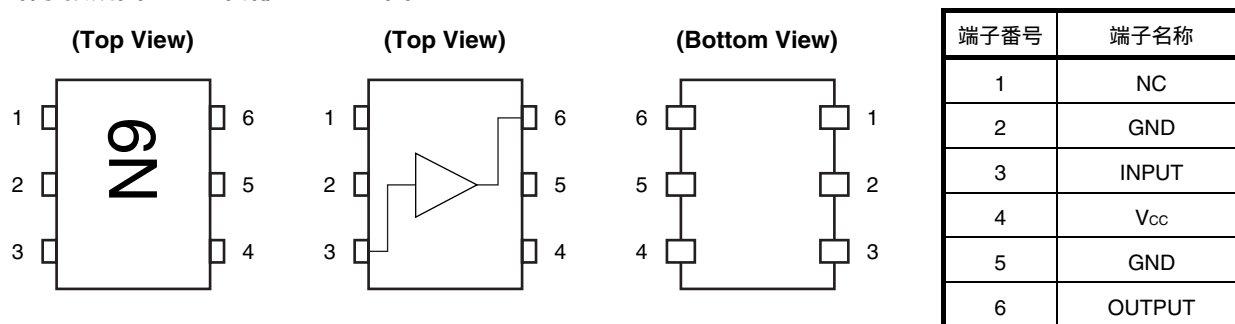 (Top View)
1 6
2 5
3 4
N9
(Top View)
1 6
2 5
3 4
(Bottom View)
6 1
5 2
4 3
端子番号 端子名称
1 NC
2 GND
3 INPUT
4 Vcc
5 GND
6 OUTPUT